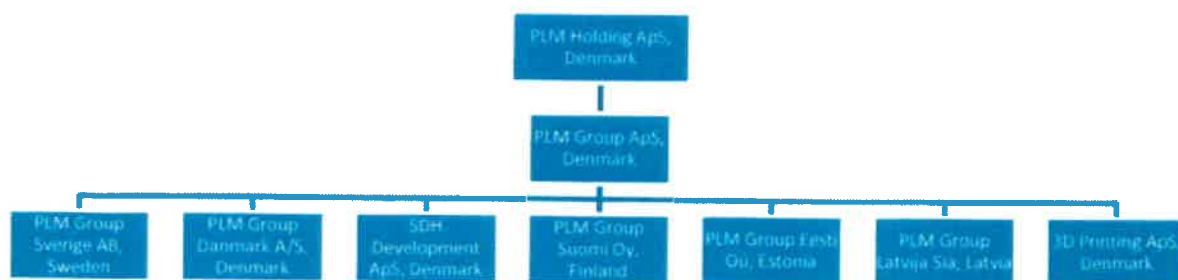 PLM Holding ApS,
Denmark
PLM Group ApS,
Denmark
PLM Group
Sverige AB,
Sweden
PLM Group
Danmark A/S,
Denmark
SDH
Development
ApS, Denmark
PLM Group
Suomi Oy,
Finland
PLM Group Eesti
Oü, Estonia
PLM Group
Latvija Sia, Latvia
3D Printing ApS,
Denmark